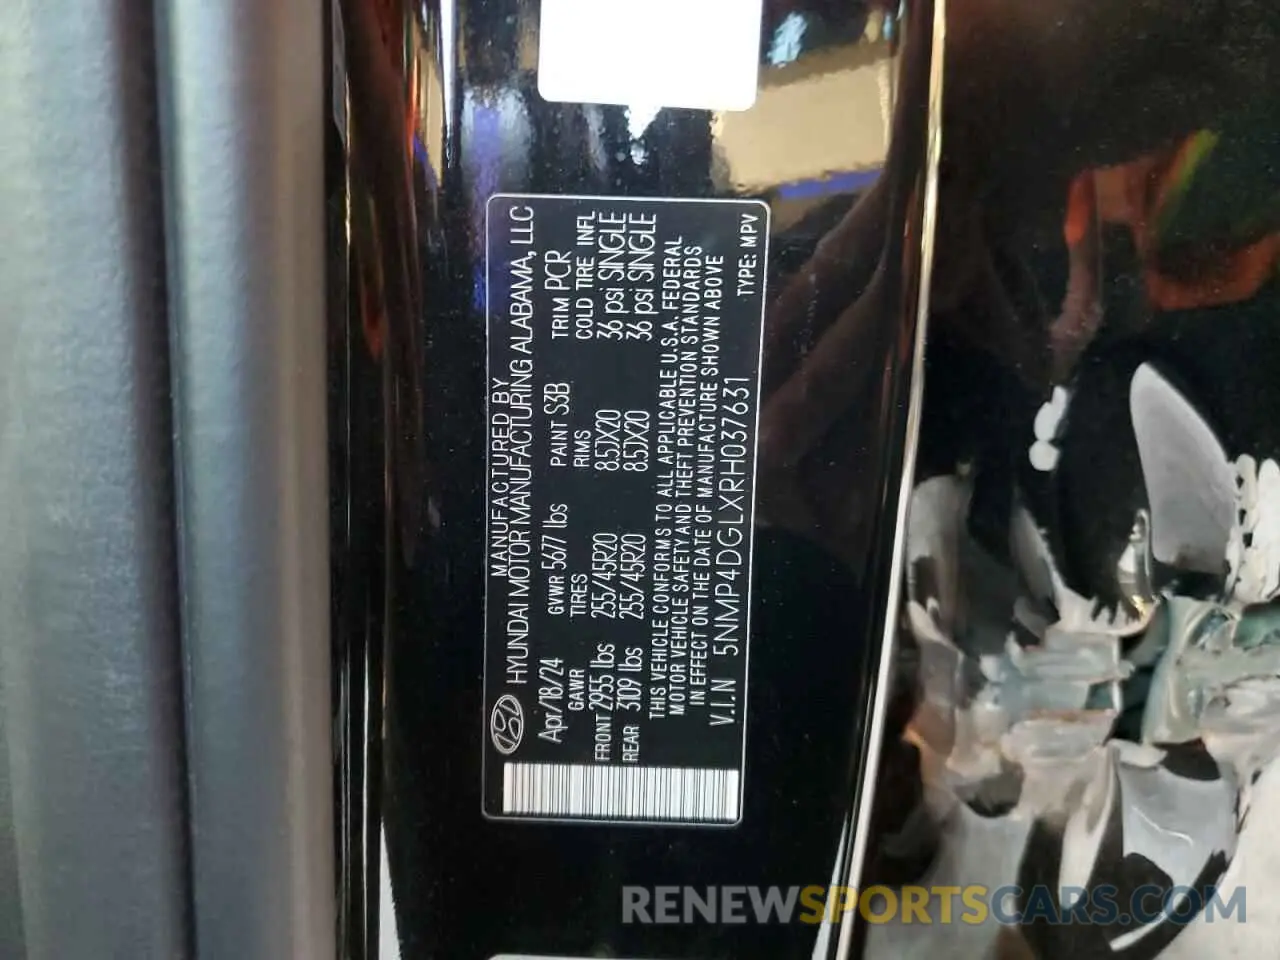 MANUFACTURED BY
HYUNDAI MOTOR MANUFACTURING ALABAMA, LLC
Apr/18/24 GVWR 5677 lbs PAINT S3B TRIM PCR
GAWR TIRES RIMS COLD TIRE INFL
FRONT 2955 lbs 255/45R20 8.5JX20 36 psi SINGLE
REAR 3109 lbs 255/45R20 8.5JX20 36 psi SINGLE
THIS VEHICLE CONFORMS TO ALL APPLICABLE U.S.A. FEDERAL
MOTOR VEHICLE SAFETY AND THEFT PREVENTION STANDARDS
IN EFFECT ON THE DATE OF MANUFACTURE SHOWN ABOVE
V.I.N 5NMP4DGLXRH037631 TYPE: MPV
RENEWSPORTSCARS.COM